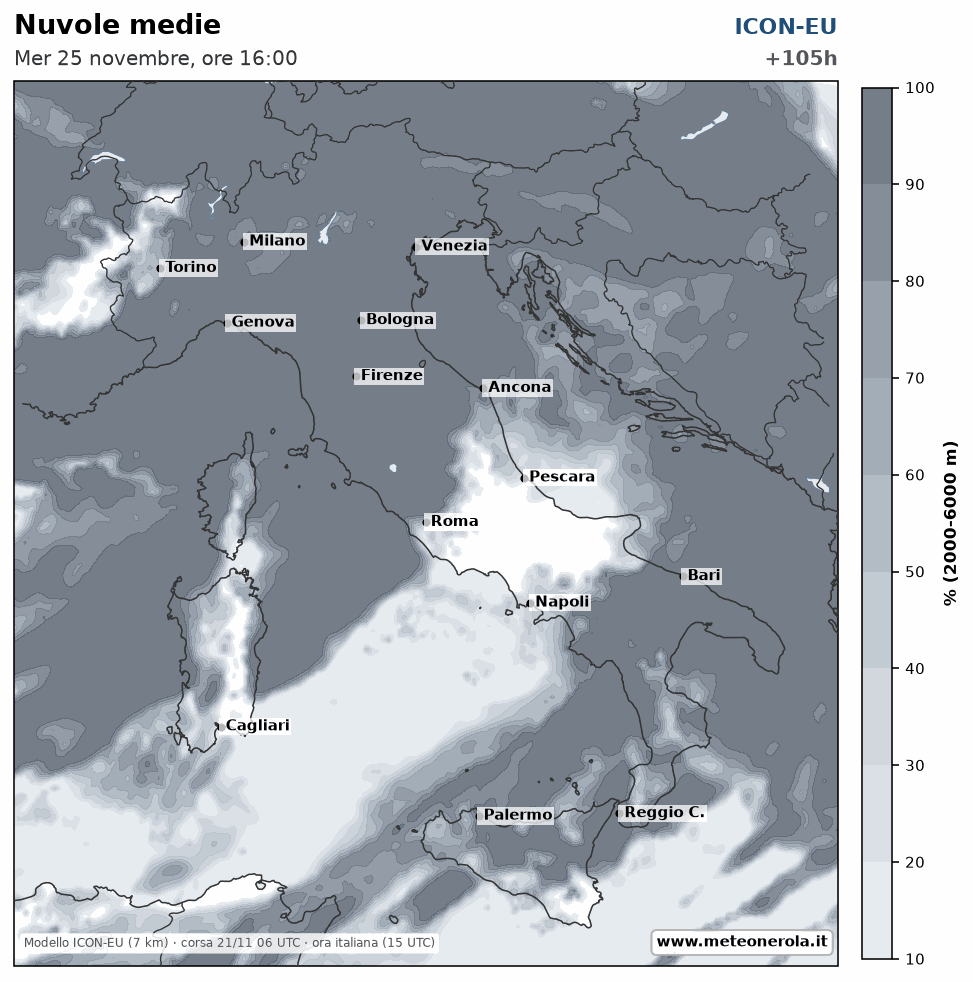 Nuvole medie
ICON-EU
Mer 25 novembre, ore 16:00
+105h
100
90
80
70
60
50
40
30
20
10
% (2000-6000 m)
Milano
Venezia
Torino
Genova
Bologna
Firenze
Ancona
Pescara
Roma
Bari
Napoli
Cagliari
Palermo
Reggio C.
Modello ICON-EU (7 km) · corsa 21/11 06 UTC · ora italiana (15 UTC)
www.meteonerola.it